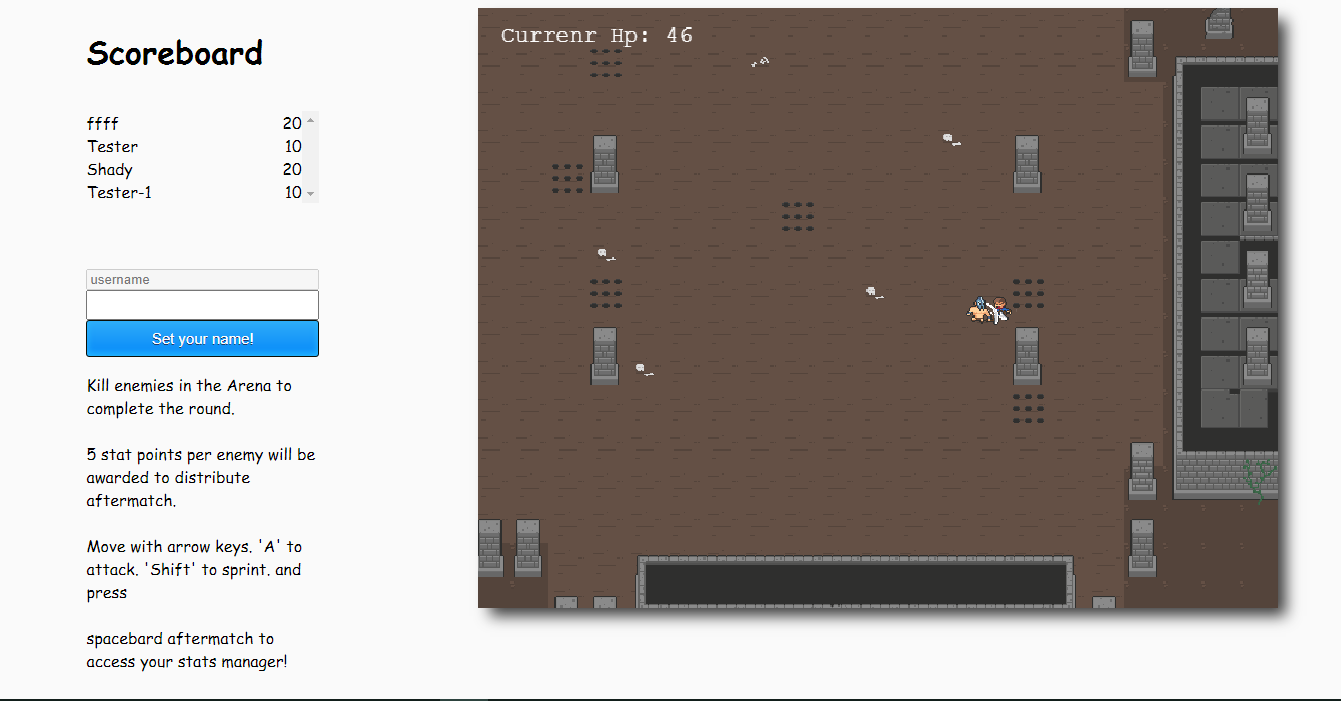 Scoreboard
ffff 20
Tester 10
Shady 20
Tester-1 10
username
Set your name!
Kill enemies in the Arena to
complete the round.
5 stat points per enemy will be
awarded to distribute
aftermatch.
Move with arrow keys. 'A' to
attack. 'Shift' to sprint. and
press
spacebard aftermatch to
access your stats manager!
Currenr Hp: 46